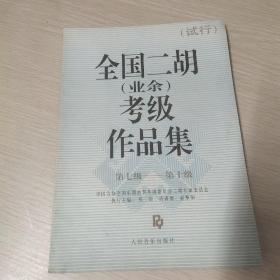 (试行)
全国二胡
(业余)
考级
作品集
第七级——第十级
人民音乐出版社